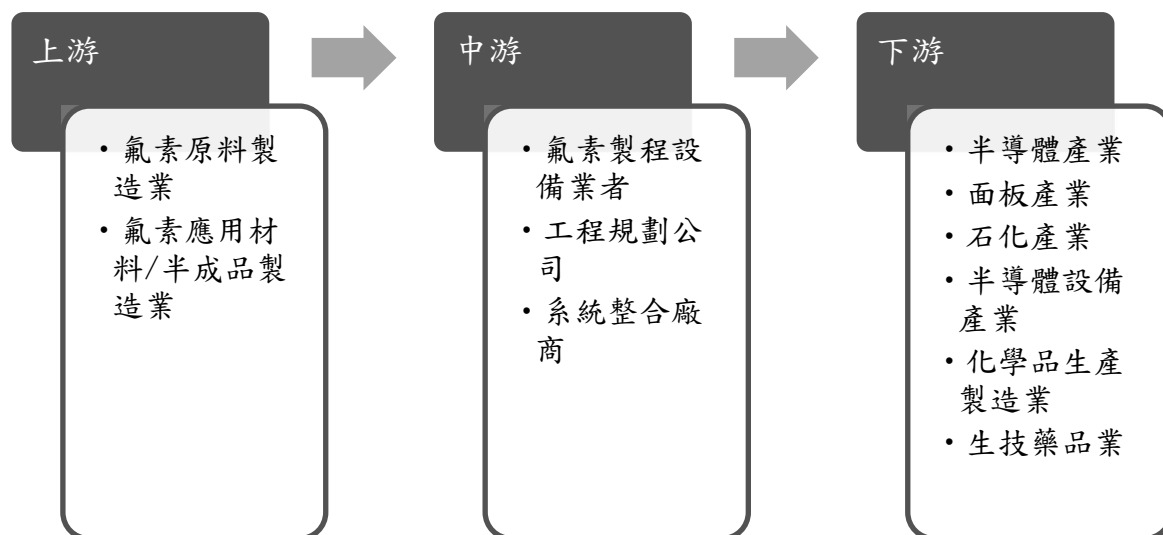 上游
・氟素原料製
造業
・氟素應用材
料/半成品製
造業
中游
・氟素製程設
備業者
・工程規劃公
司
・系統整合廠
商
下游
・半導體產業
・面板產業
・石化產業
・半導體設備
產業
・化學品生產
製造業
・生技藥品業